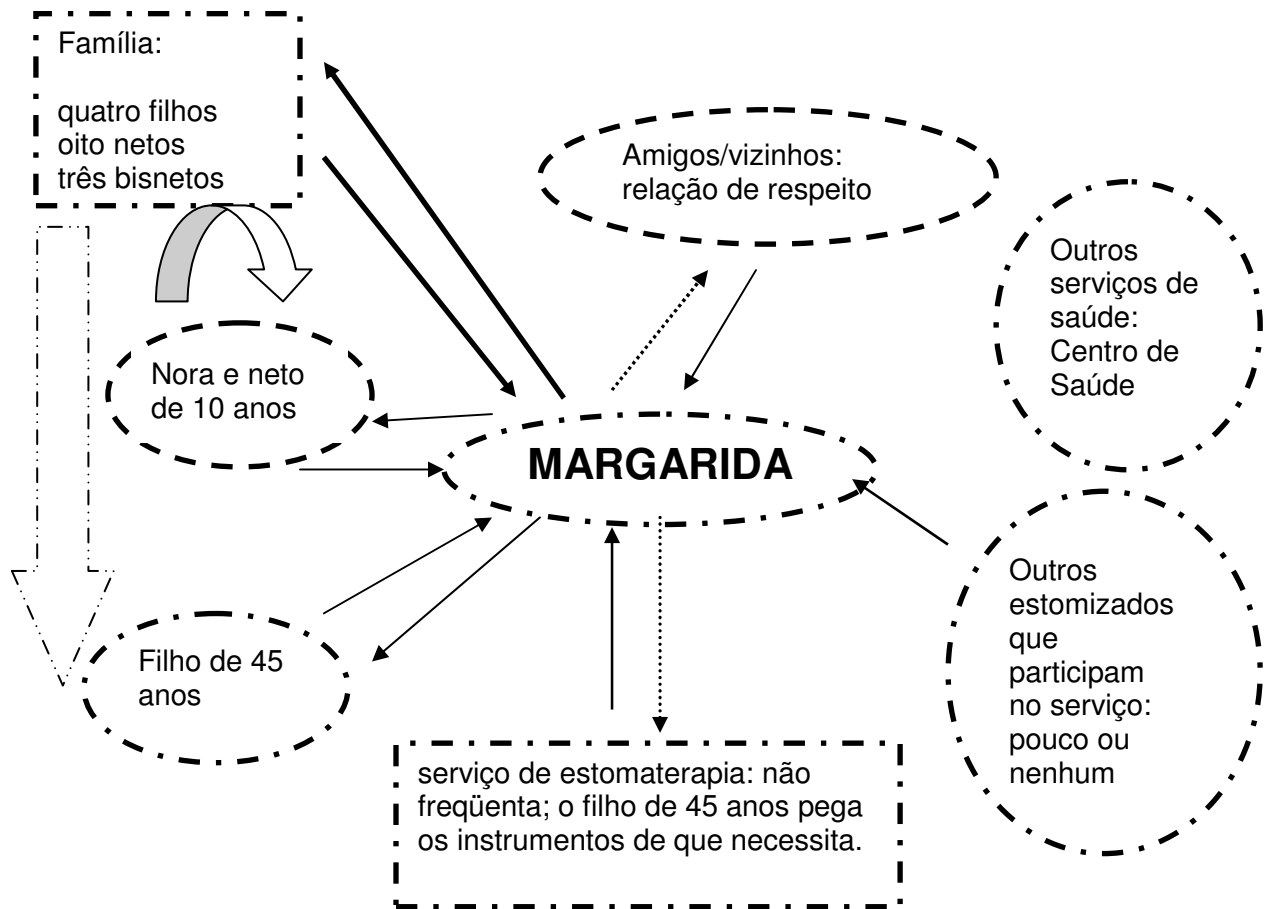 Família:
quatro filhos
oito netos
três bisnetos
Amigos/vizinhos:
relação de respeito
Outros
serviços de
saúde:
Centro de
Saúde
Nora e neto
de 10 anos
MARGARIDA
Outros
estomizados
que
participam
no serviço:
pouco ou
nenhum
Filho de 45
anos
serviço de estomaterapia: não
freqüenta; o filho de 45 anos pega
os instrumentos de que necessita.